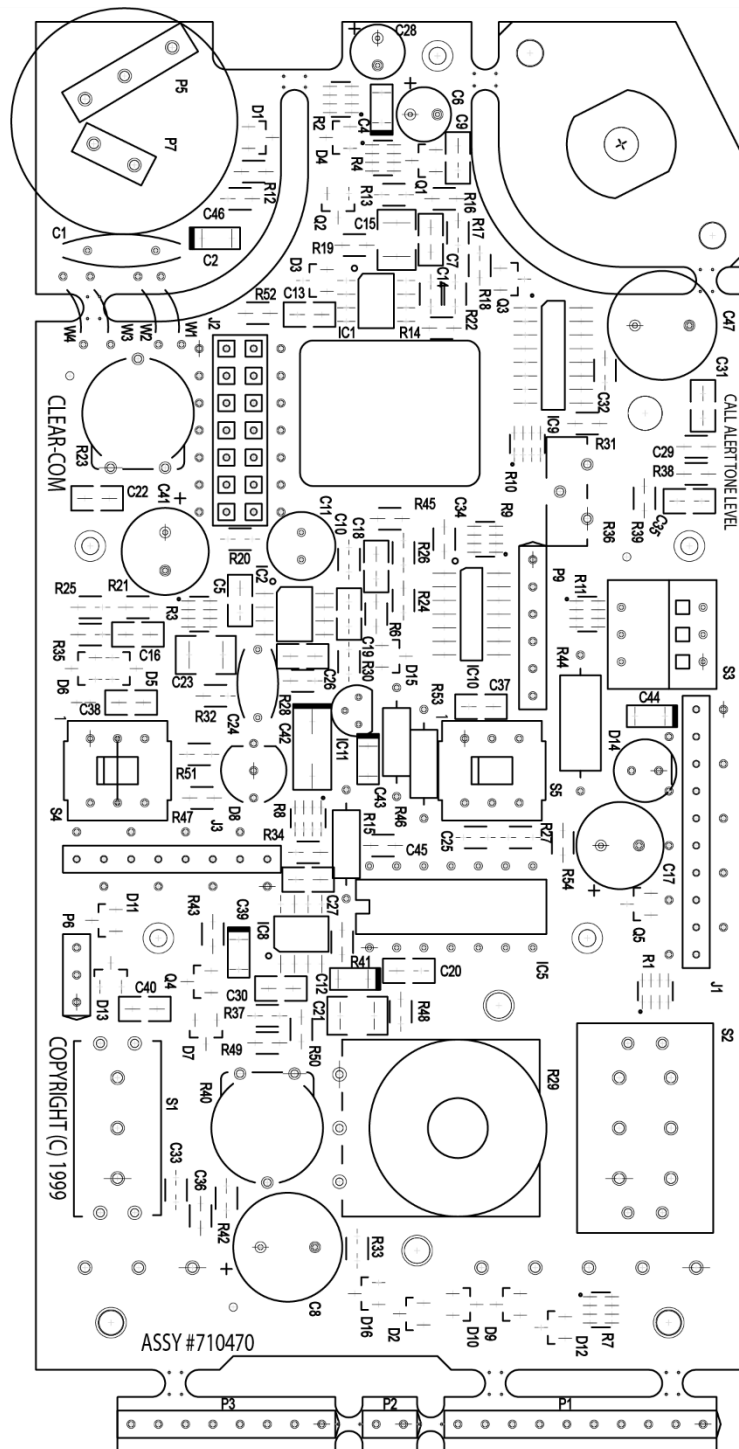 C28
P5
C6
D1
R2
C4
C9
P7
D4
R4
Q1
R12
R13
R16
C46
Q2
C15
R17
C1
R19
C7
C2
D3
C14
R18
Q3
R52
C13
R22
C47
W4
W3
W2
W1
J2
IC1
R14
C31
C32
IC9
CALL ALERT TONE LEVEL
CLEAR-COM
R31
C29
R23
R10
R38
C22
C41
C11
R45
C34
R9
R39
C35
C10
C18
R36
R20
IC2
R26
P9
R25
R21
R3
C5
R24
R11
R6
R35
C16
C19
D15
IC10
R44
S3
D6
D5
C23
C26
R30
R53
C37
C38
R32
R28
C44
1
C24
C42
IC11
1
D14
R51
C43
S4
R47
D8
R8
R46
S5
J3
R15
R34
C45
C25
R27
R54
C17
C27
D11
R43
C39
IC8
Q5
P6
IC5
R41
C20
R1
J1
D13
Q4
C40
C30
C12
C21
R48
S2
R37
D7
R49
R50
COPYRIGHT (C) 1999
R40
R29
S1
C33
C36
R42
R33
C8
D16
D2
D10
D9
D12
R7
ASSY #710470
P3
P2
P1